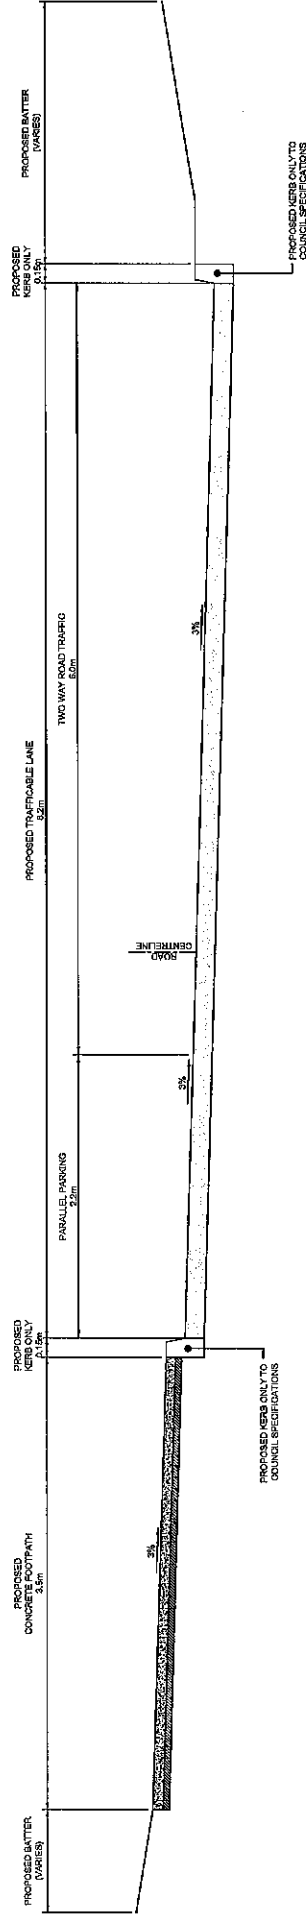 PROPOSED BATTER
(VARIES)
PROPOSED
CONCRETE FOOTPATH
3.5m
PROPOSED
KERB ONLY
0.15m
PROPOSED TRAFFICABLE LANE
8.2m
PROPOSED
KERB ONLY
0.15m
PROPOSED BATTER
(VARIES)
PARALLEL PARKING
2.2m
TWO WAY ROAD TRAFFIC
6.0m
ROAD
CENTRELINE
3%
3%
3%
PROPOSED KERB ONLY TO
COUNCIL SPECIFICATIONS
PROPOSED KERB ONLY TO
COUNCIL SPECIFICATIONS